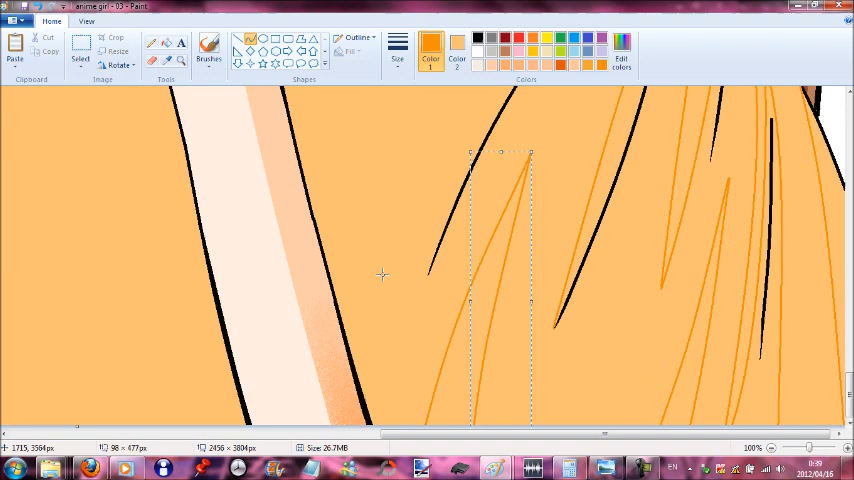 anime girl - 03 - Paint
Home View
Paste
Cut
Copy
Clipboard
Select
Crop
Resize
Rotate
Image
Tools
Brushes
Outline
Fill
Shapes
Size
Color 1
Color 2
Colors
Edit colors
1715, 3564px
98 × 477px
2456 × 3804px
Size: 26.7MB
100%
EN
0:39
2012/04/16